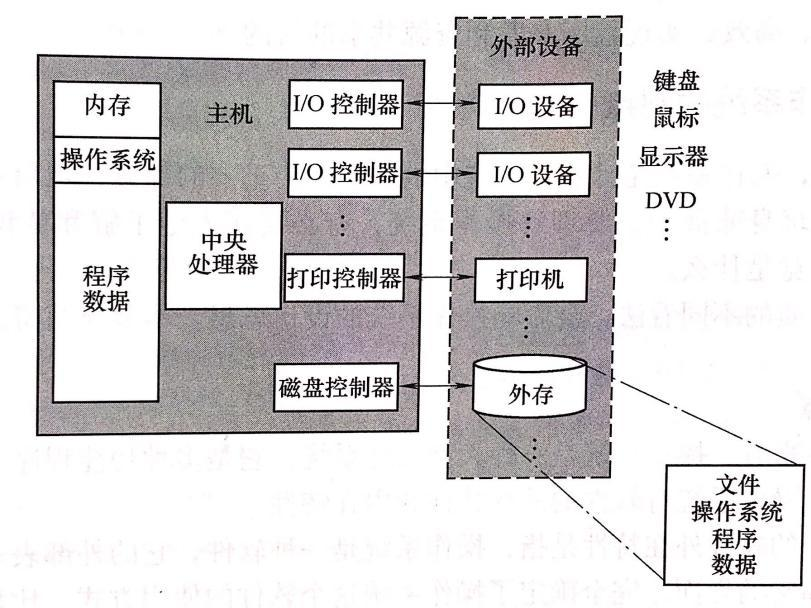 外部设备
内存
主机
I/O 控制器
I/O 设备
键盘
鼠标
操作系统
I/O 控制器
I/O 设备
显示器
DVD
⋮
中央
处理器
⋮
程序
数据
打印控制器
打印机
⋮
磁盘控制器
外存
⋮
文件
操作系统
程序
数据